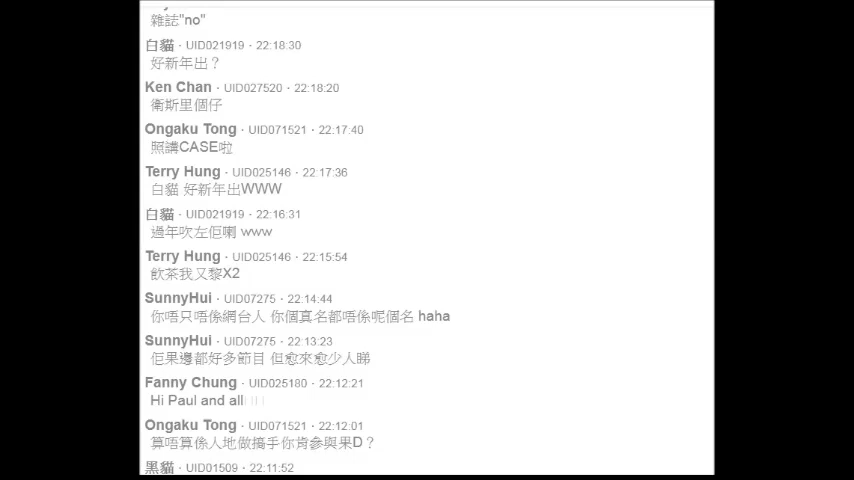 雜誌"no"
白貓 · UID021919 · 22:18:30
好新年出？
Ken Chan · UID027520 · 22:18:20
衛斯里個仔
Ongaku Tong · UID071521 · 22:17:40
照講CASE啦
Terry Hung · UID025146 · 22:17:36
白貓 好新年出WWW
白貓 · UID021919 · 22:16:31
過年吹左佢喇 www
Terry Hung · UID025146 · 22:15:54
飲茶我又黎X2
SunnyHui · UID07275 · 22:14:44
你唔只唔係網台人 你個真名都唔係呢個名 haha
SunnyHui · UID07275 · 22:13:23
佢果邊都好多節目 但愈來愈少人睇
Fanny Chung · UID025180 · 22:12:21
Hi Paul and all
Ongaku Tong · UID071521 · 22:12:01
算唔算係人地做搞手你肯參與果D？
黑貓 · UID01509 · 22:11:52